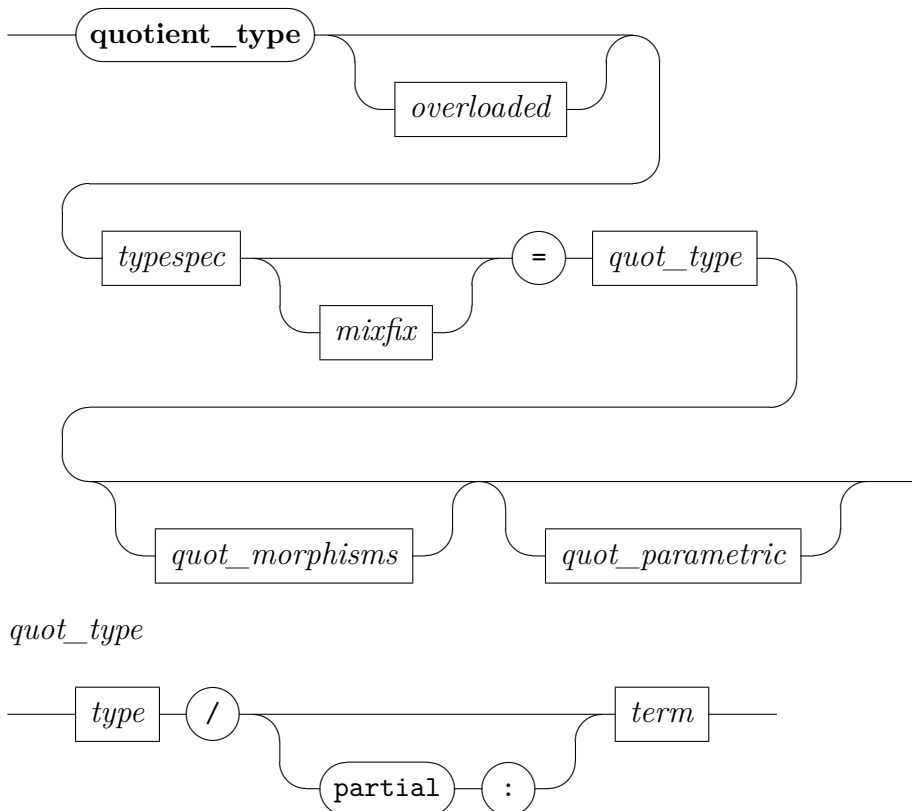 quotient_type
overloaded
typespec = quot_type
mixfix
quot_morphisms quot_parametric
quot_type
type / term
partial :